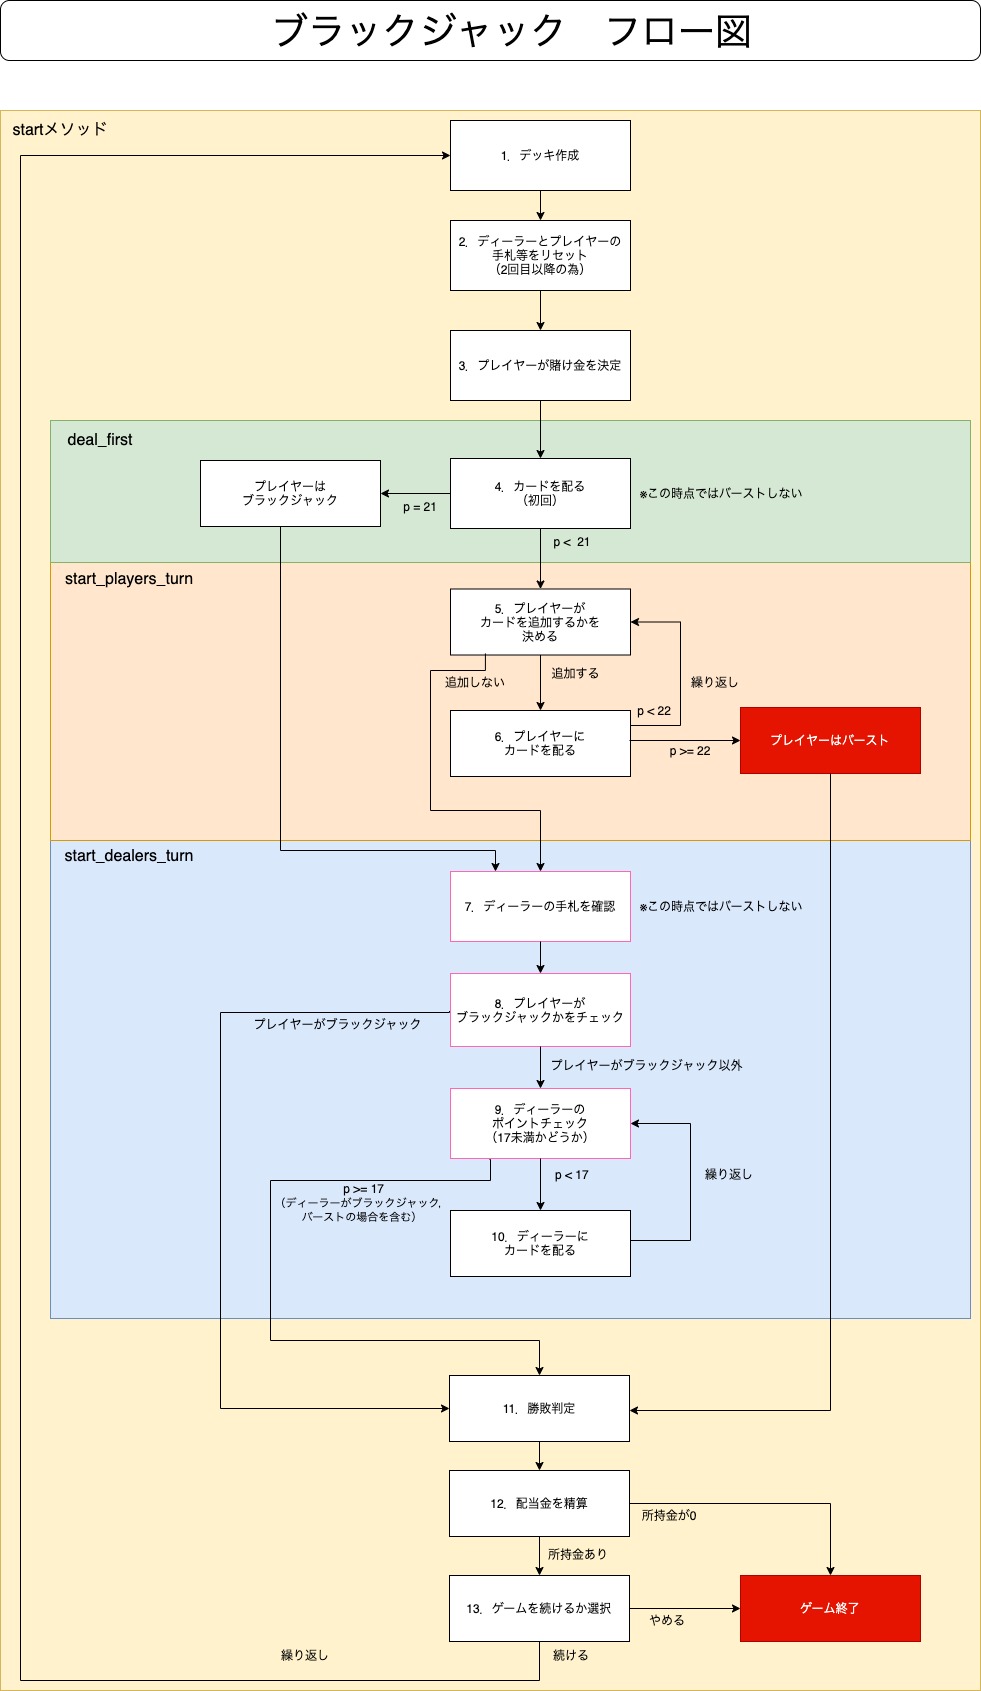 ブラックジャック　フロー図
startメソッド
1．デッキ作成
2．ディーラーとプレイヤーの
手札等をリセット
（2回目以降の為）
3．プレイヤーが賭け金を決定
deal_first
プレイヤーは
ブラックジャック
p = 21
4．カードを配る
（初回）
※この時点ではバーストしない
p < 21
start_players_turn
5．プレイヤーが
カードを追加するかを
決める
追加しない
追加する
繰り返し
p < 22
6．プレイヤーに
カードを配る
p >= 22
プレイヤーはバースト
start_dealers_turn
7．ディーラーの手札を確認
※この時点ではバーストしない
8．プレイヤーが
ブラックジャックかをチェック
プレイヤーがブラックジャック
プレイヤーがブラックジャック以外
9．ディーラーの
ポイントチェック
（17未満かどうか）
p >= 17
（ディーラーがブラックジャック,
バーストの場合を含む）
p < 17
繰り返し
10．ディーラーに
カードを配る
11．勝敗判定
12．配当金を精算
所持金が0
所持金あり
13．ゲームを続けるか選択
やめる
ゲーム終了
繰り返し
続ける